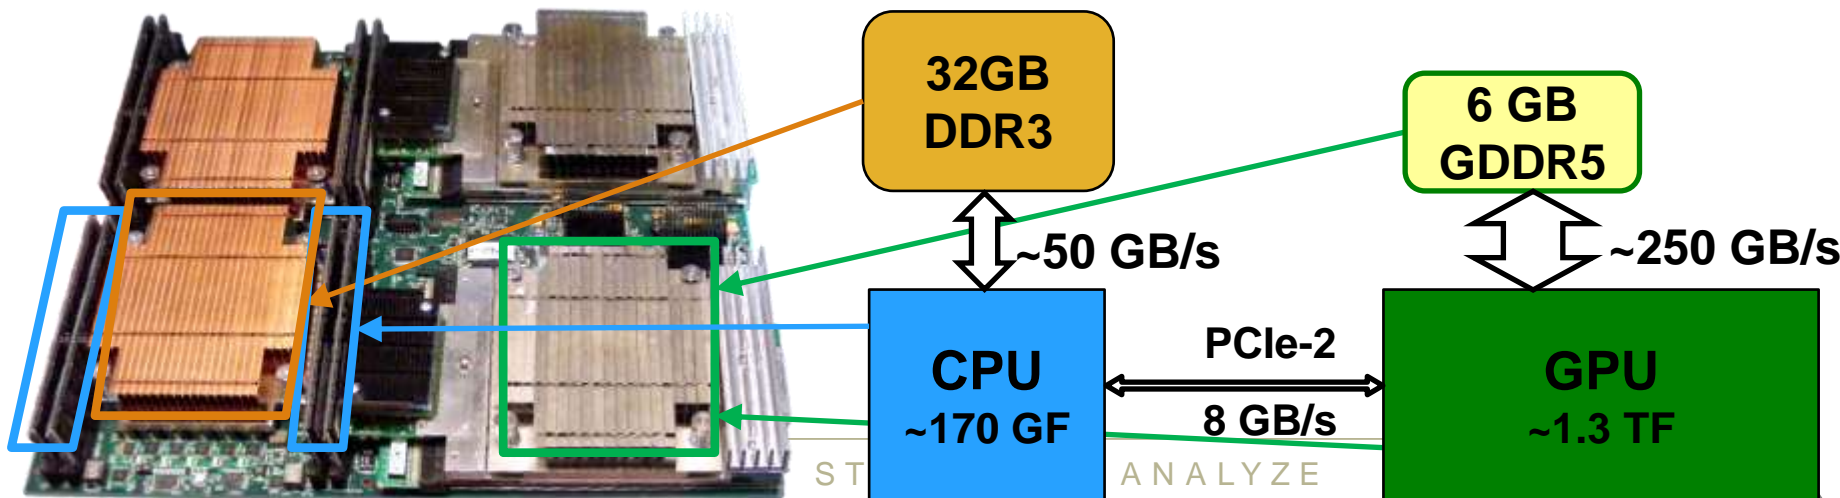 32GB
DDR3
6 GB
GDDR5
~50 GB/s
~250 GB/s
CPU
~170 GF
PCIe-2
8 GB/s
GPU
~1.3 TF
ST
ANALYZE